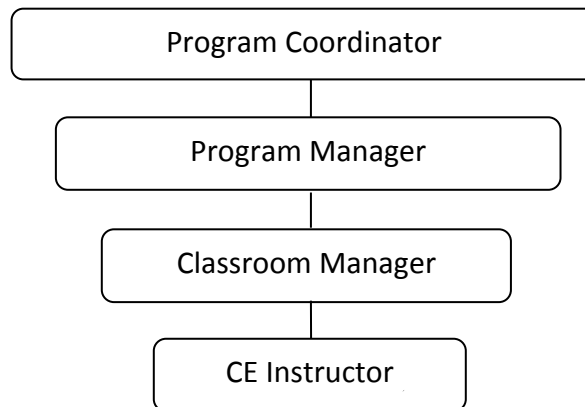 Program Coordinator
Program Manager
Classroom Manager
CE Instructor